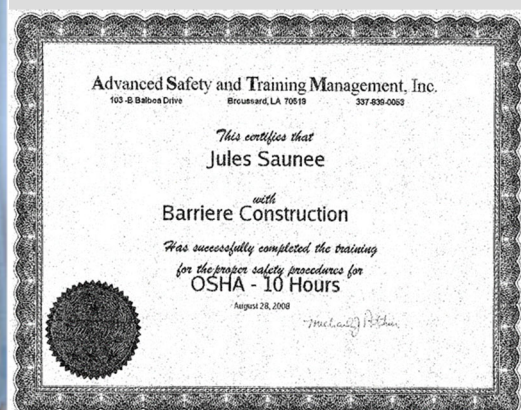 Advanced Safety and Training Management, Inc.
103 -B Balboa Drive Broussard, LA 70519 337-839-0053
This certifies that
Jules Saunee
with
Barriere Construction
Has successfully completed the training
for the proper safety procedures for
OSHA - 10 Hours
August 28, 2008